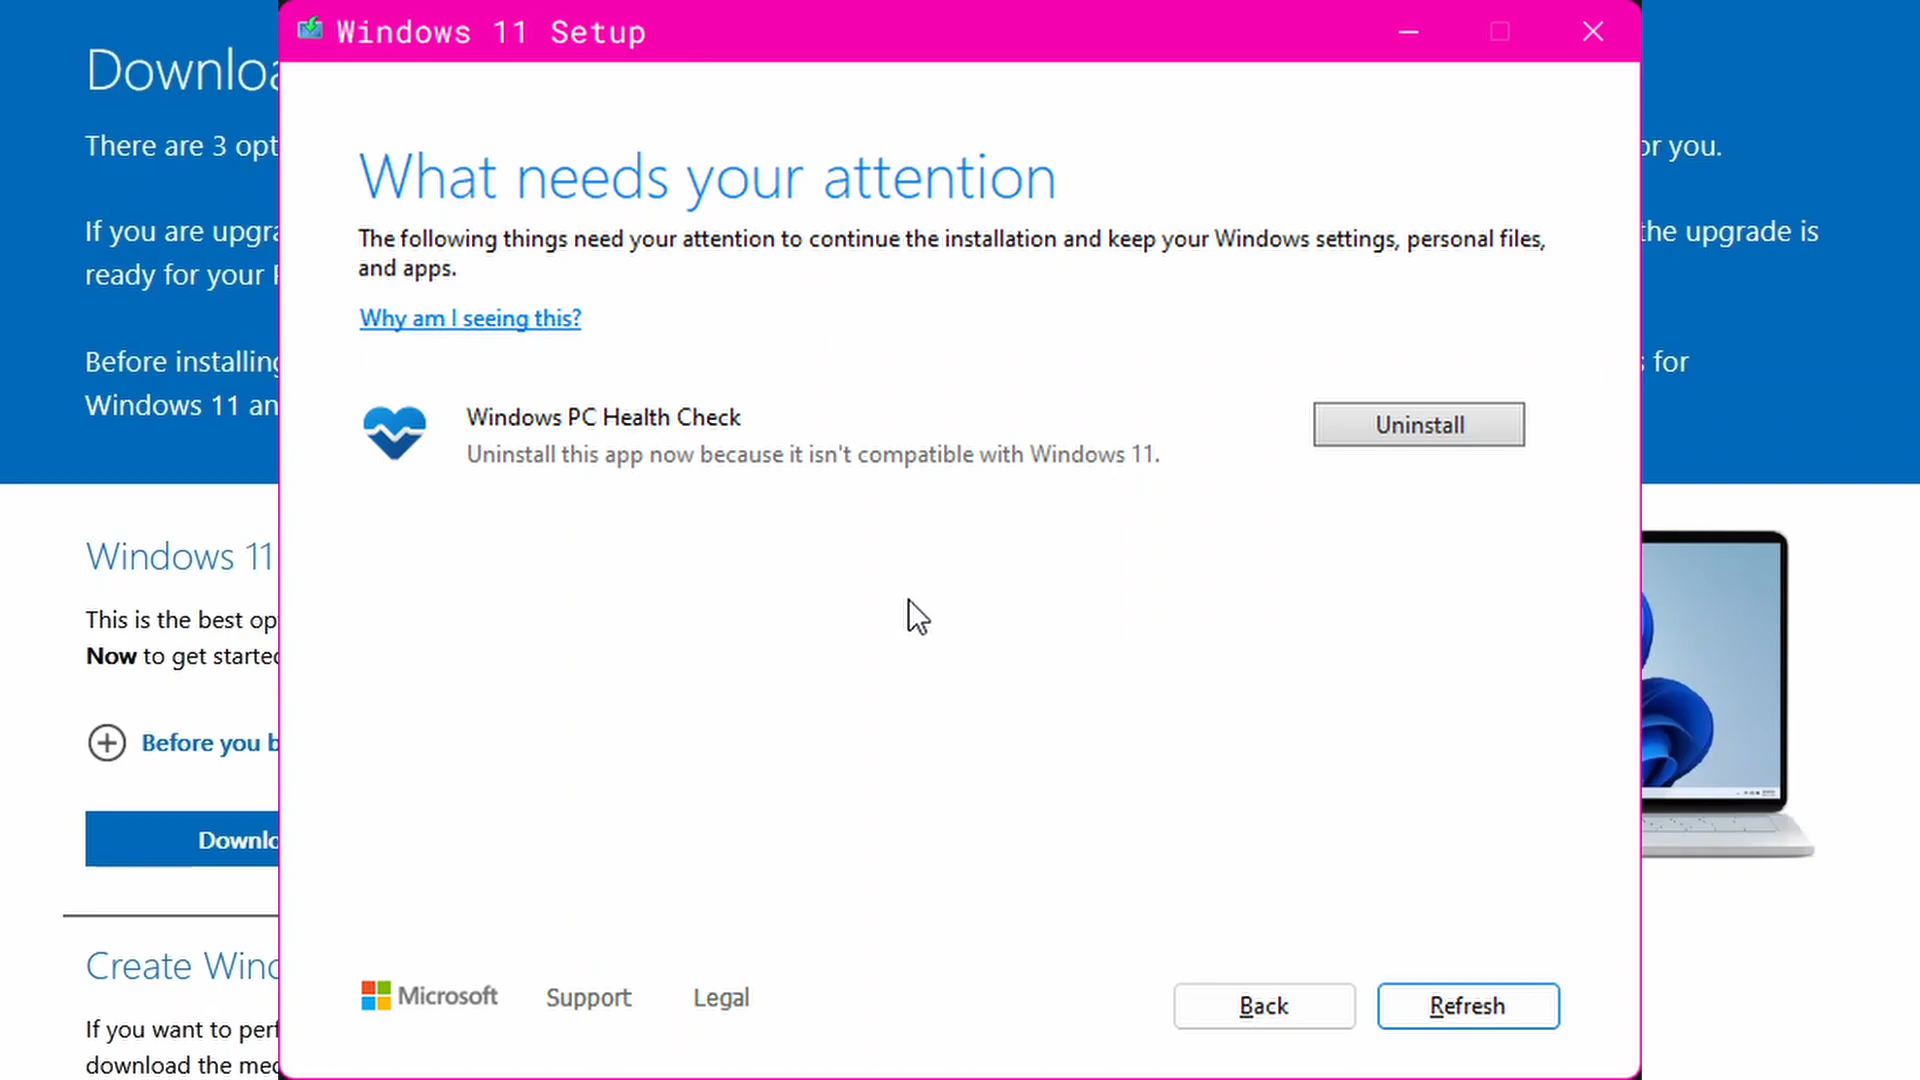 Windows 11 Setup
Downloa
There are 3 opt
or you.
What needs your attention
If you are upgra
the upgrade is
ready for your P
The following things need your attention to continue the installation and keep your Windows settings, personal files,
and apps.
Why am I seeing this?
Before installing
s for
Windows 11 an
Windows PC Health Check
Uninstall this app now because it isn't compatible with Windows 11.
Uninstall
Windows 11
This is the best op
Now to get started
Before you b
Downlo
Create Wind
If you want to perf
download the med
Microsoft
Support
Legal
Back
Refresh